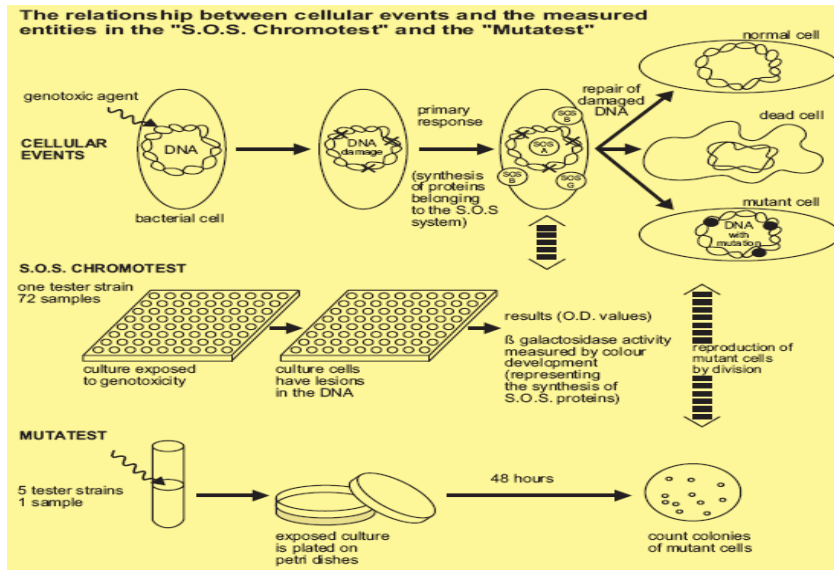 The relationship between cellular events and the measured
entities in the "S.O.S. Chromotest" and the "Mutatest"
genotoxic agent
CELLULAR
EVENTS
DNA
bacterial cell
DNA
damage
primary
response
(synthesis
of proteins
belonging
to the S.O.S
system)
SOS
B
SOS
A
SOS
B
SOS
G
repair of
damaged
DNA
normal cell
dead cell
mutant cell
DNA
with
mutation
S.O.S. CHROMOTEST
one tester strain
72 samples
culture exposed
to genotoxicity
culture cells
have lesions
in the DNA
results (O.D. values)
ß galactosidase activity
measured by colour
development
(representing
the synthesis of
S.O.S. proteins)
reproduction of
mutant cells
by division
MUTATEST
5 tester strains
1 sample
exposed culture
is plated on
petri dishes
48 hours
count colonies
of mutant cells